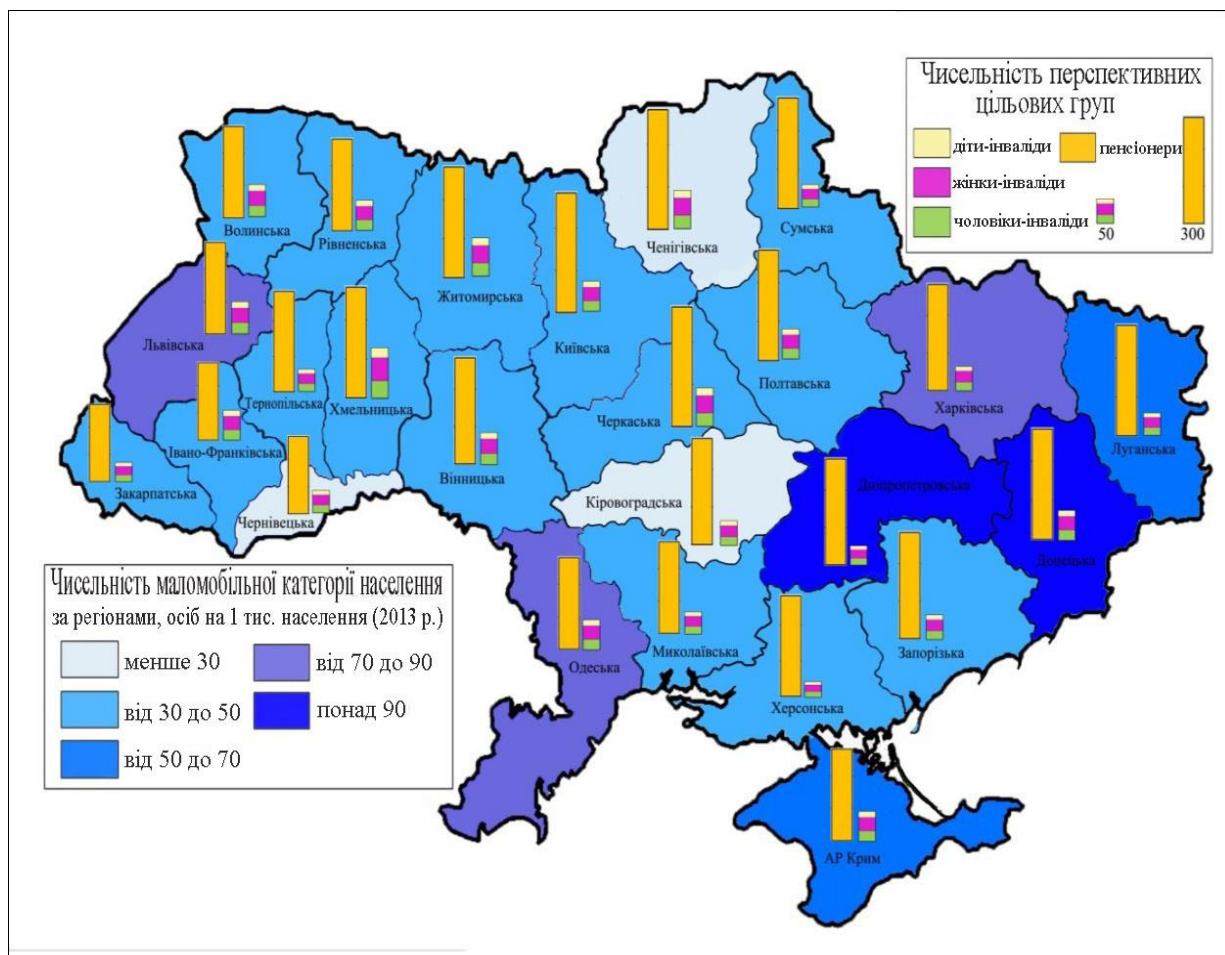 Чисельність перспективних
цільових груп
діти-інваліди
пенсіонери
жінки-інваліди
чоловіки-інваліди
50
300
Волинська
Рівненська
Житомирська
Київська
Ченігівська
Сумська
Львівська
Тернопільська
Хмельницька
Івано-Франківська
Закарпатська
Чернівецька
Вінницька
Черкаська
Полтавська
Харківська
Луганська
Кіровоградська
Дніпропетровська
Донецька
Одеська
Миколаївська
Запорізька
Херсонська
АР Крим
Чисельність маломобільної категорії населення
за регіонами, осіб на 1 тис. населення (2013 р.)
менше 30
від 30 до 50
від 50 до 70
від 70 до 90
понад 90